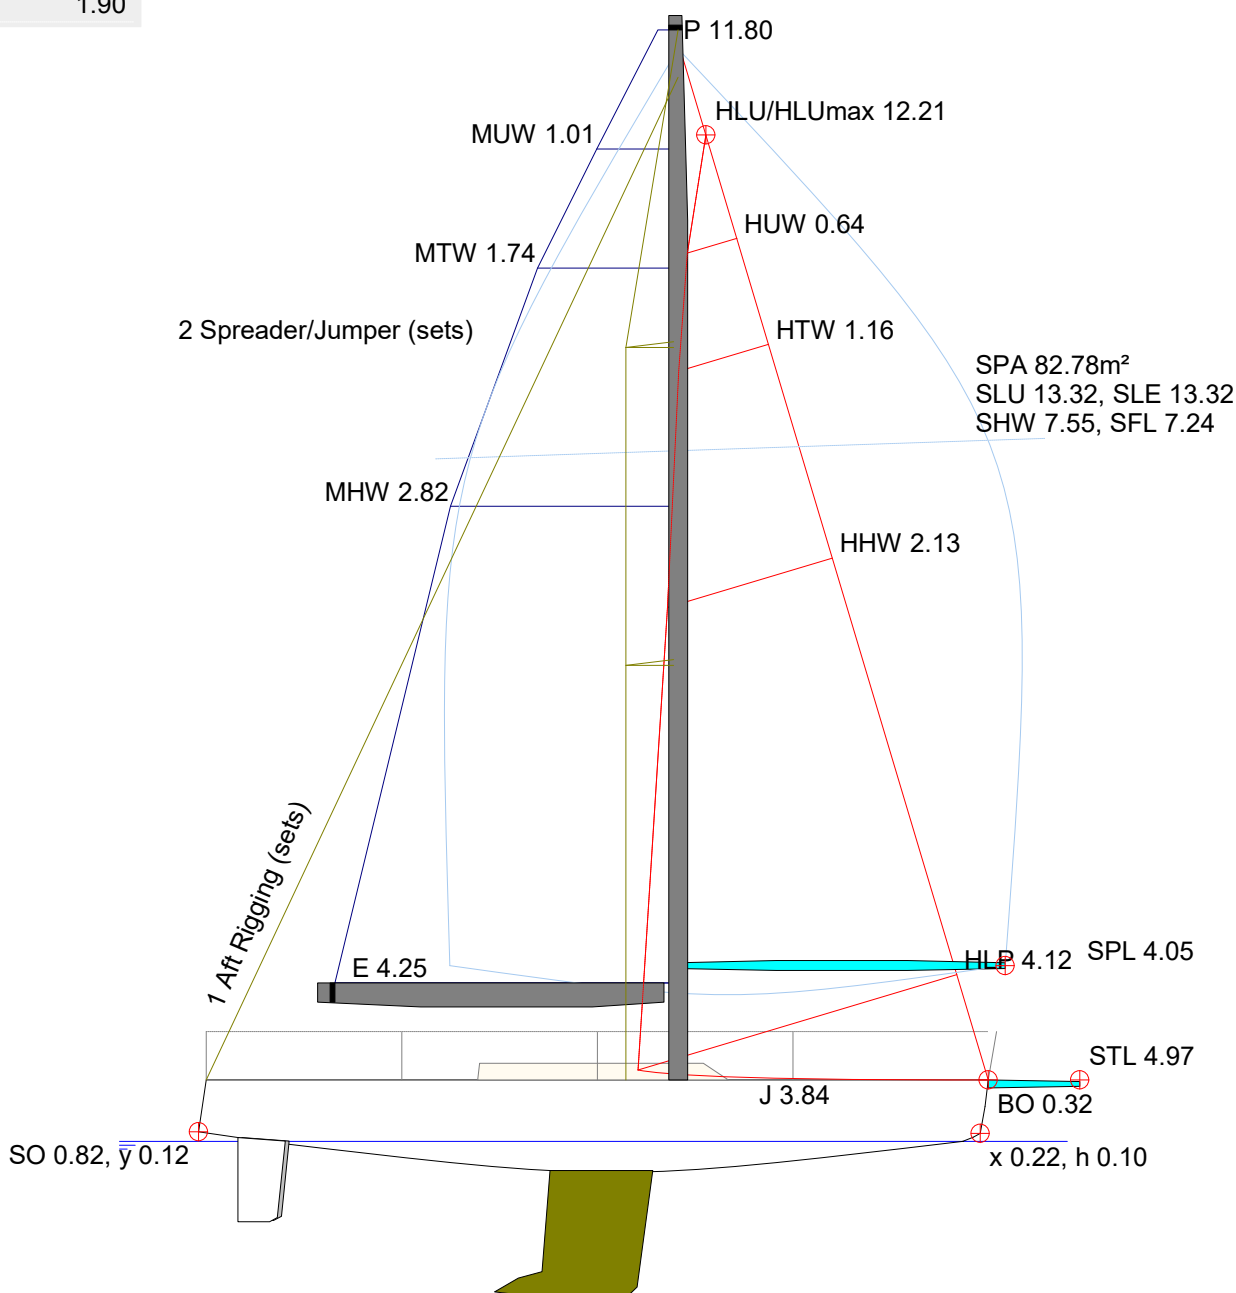 1.90
P 11.80
HLU/HLUmax 12.21
MUW 1.01
HUW 0.64
MTW 1.74
2 Spreader/Jumper (sets)
HTW 1.16
SPA 82.78m²
SLU 13.32, SLE 13.32
SHW 7.55, SFL 7.24
MHW 2.82
HHW 2.13
1 Aft Rigging (sets)
E 4.25
HLP 4.12
SPL 4.05
STL 4.97
J 3.84
BO 0.32
SO 0.82, y 0.12
x 0.22, h 0.10